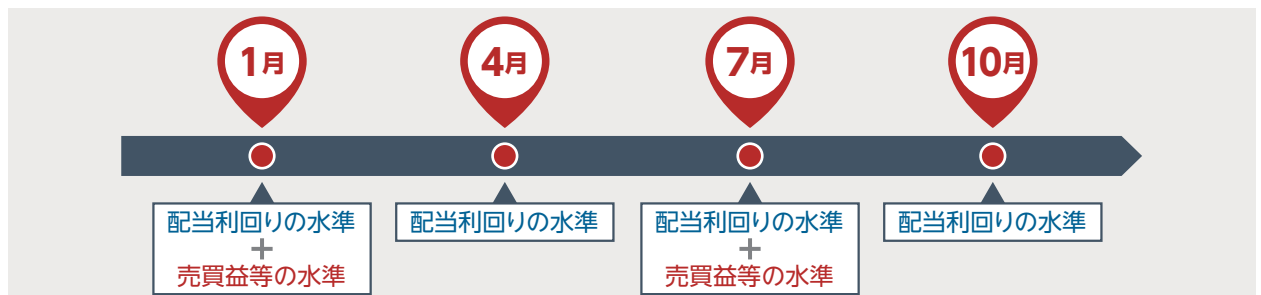 1月
4月
7月
10月
配当利回りの水準
+
売買益等の水準
配当利回りの水準
配当利回りの水準
+
売買益等の水準
配当利回りの水準